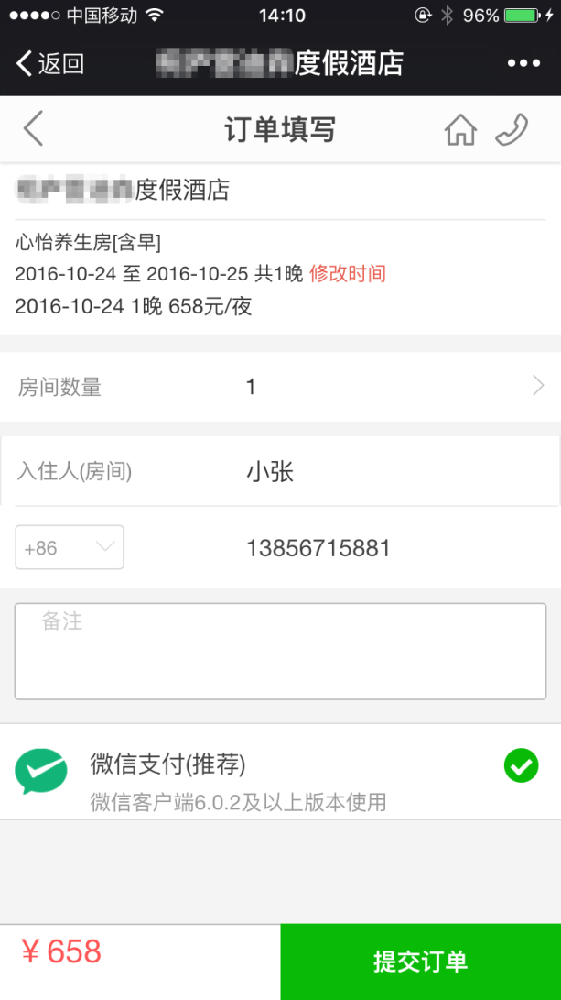 中国移动
14:10
96%
返回
度假酒店
订单填写
度假酒店
心怡养生房[含早]
2016-10-24 至 2016-10-25 共1晚 修改时间
2016-10-24 1晚 658元/夜
房间数量 1
入住人(房间) 小张
+86 13856715881
备注
微信支付(推荐)
微信客户端6.0.2及以上版本使用
¥658
提交订单